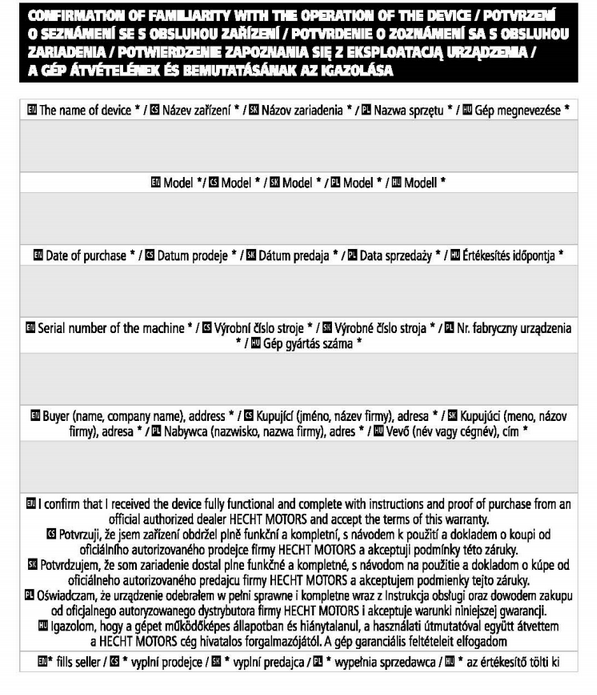 CONFIRMATION OF FAMILIARITY WITH THE OPERATION OF THE DEVICE / POTVRZENÍ
O SEZNÁMENÍ SE S OBSLUHOU ZAŘÍZENÍ / POTVRDENIE O ZOZNÁMENÍ SA S OBSLUHOU
ZARIADENIA / POTWIERDZENIE ZAPOZNANIA SIĘ Z EKSPLOATACJĄ URZĄDZENIA /
A GÉP ÁTVÉTELÉNEK ÉS BEMUTATÁSÁNAK AZ IGAZOLÁSA
EN The name of device * / CS Název zařízení * / SK Názov zariadenia * / PL Nazwa sprzętu * / HU Gép megnevezése *
EN Model * / CS Model * / SK Model * / PL Model * / HU Modell *
EN Date of purchase * / CS Datum prodeje * / SK Dátum predaja * / PL Data sprzedaży * / HU Értékesítés időpontja *
EN Serial number of the machine * / CS Výrobní číslo stroje * / SK Výrobné číslo stroja * / PL Nr. fabryczny urządzenia
* / HU Gép gyártás száma *
EN Buyer (name, company name), address * / CS Kupující (jméno, název firmy), adresa * / SK Kupujúci (meno, názov
firmy), adresa * / PL Nabywca (nazwisko, nazwa firmy), adres * / HU Vevő (név vagy cégnév), cím *
EN I confirm that I received the device fully functional and complete with instructions and proof of purchase from an
official authorized dealer HECHT MOTORS and accept the terms of this warranty.
CS Potvrzuji, že jsem zařízení obdržel plně funkční a kompletní, s návodem k použití a dokladem o koupi od
oficiálního autorizovaného prodejce firmy HECHT MOTORS a akceptuji podmínky této záruky.
SK Potvrdzujem, že som zariadenie dostal plne funkčné a kompletné, s návodom na použitie a dokladom o kúpe od
oficiálneho autorizovaného predajcu firmy HECHT MOTORS a akceptujem podmienky tejto záruky.
PL Oświadczam, że urządzenie odebrałem w pełni sprawne i kompletne wraz z Instrukcja obsługi oraz dowodem zakupu
od oficjalnego autoryzowanego dystrybutora firmy HECHT MOTORS I akceptuje warunki niniejszej gwarancji.
HU Igazolom, hogy a gépet működőképes állapotban és hiánytalanul, a használati útmutatóval együtt átvettem
a HECHT MOTORS cég hivatalos forgalmazójától. A gép garanciális feltételeit elfogadom
EN * fills seller / CS * vyplní prodejce / SK * vyplní predajca / PL * wypełnia sprzedawca / HU * az értékesítő tölti ki